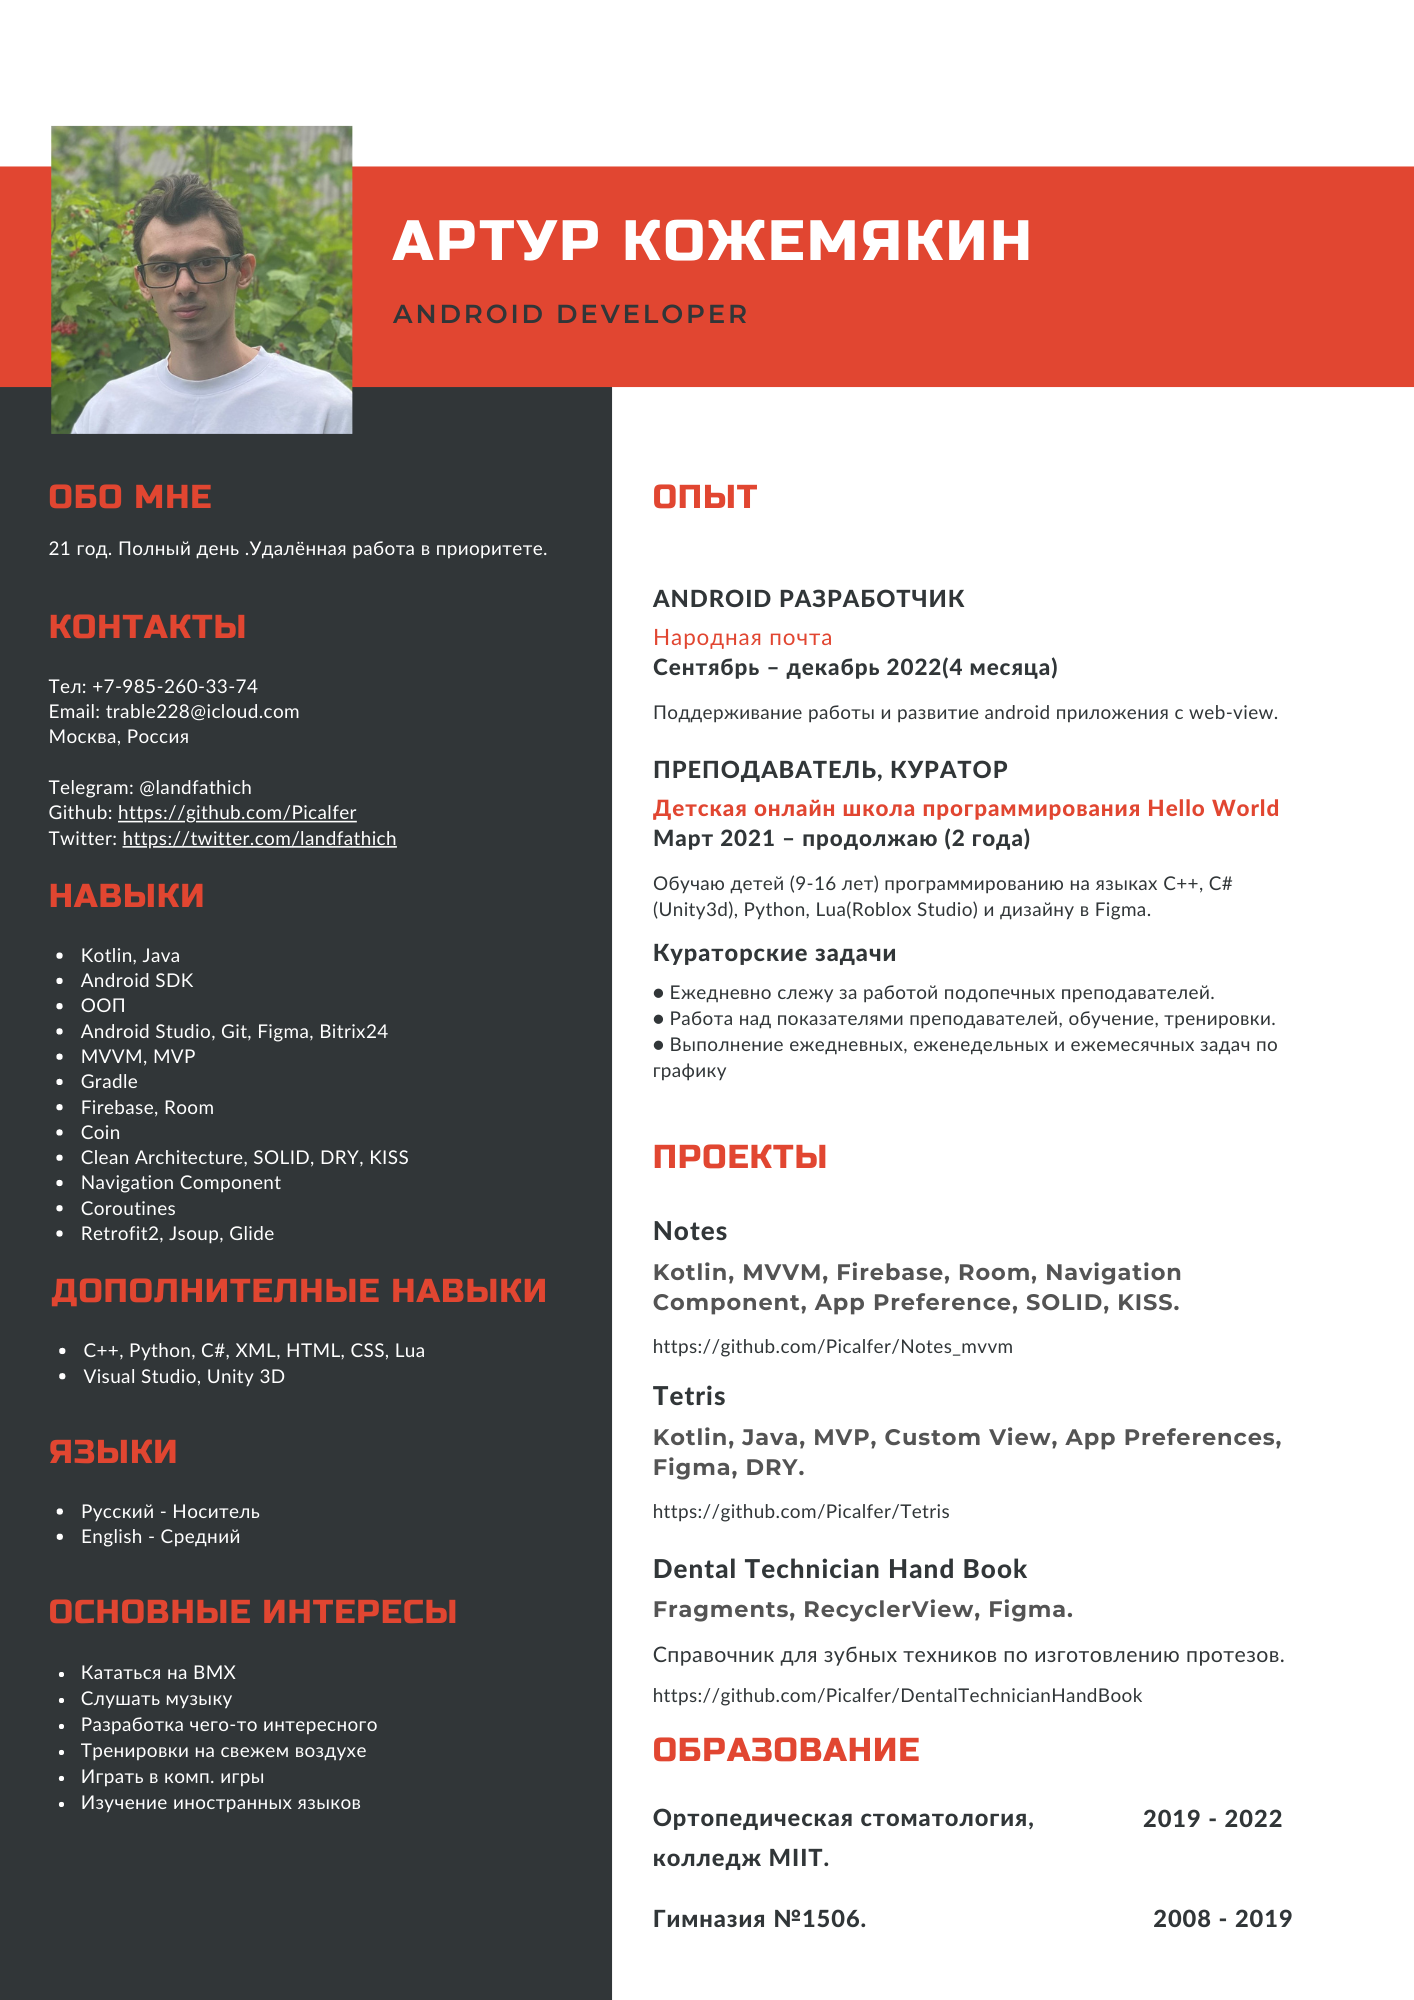 АРТУР КОЖЕМЯКИН
ANDROID DEVELOPER
ОБО МНЕ
21 год. Полный день .Удалённая работа в приоритете.
КОНТАКТЫ
Тел: +7-985-260-33-74
Email: trable228@icloud.com
Москва, Россия
Telegram: @landfathich
Github: https://github.com/Picalfer
Twitter: https://twitter.com/landfathich
НАВЫКИ
• Kotlin, Java
• Android SDK
• ООП
• Android Studio, Git, Figma, Bitrix24
• MVVM, MVP
• Gradle
• Firebase, Room
• Coin
• Clean Architecture, SOLID, DRY, KISS
• Navigation Component
• Coroutines
• Retrofit2, Jsoup, Glide
ДОПОЛНИТЕЛНЫЕ НАВЫКИ
• C++, Python, C#, XML, HTML, CSS, Lua
• Visual Studio, Unity 3D
ЯЗЫКИ
• Русский - Носитель
• English - Средний
ОСНОВНЫЕ ИНТЕРЕСЫ
• Кататься на BMX
• Слушать музыку
• Разработка чего-то интересного
• Тренировки на свежем воздухе
• Играть в комп. игры
• Изучение иностранных языков
ОПЫТ
ANDROID РАЗРАБОТЧИК
Народная почта
Сентябрь – декабрь 2022(4 месяца)
Поддерживание работы и развитие android приложения с web-view.
ПРЕПОДАВАТЕЛЬ, КУРАТОР
Детская онлайн школа программирования Hello World
Март 2021 – продолжаю (2 года)
Обучаю детей (9-16 лет) программированию на языках C++, C#
(Unity3d), Python, Lua(Roblox Studio) и дизайну в Figma.
Кураторские задачи
● Ежедневно слежу за работой подопечных преподавателей.
● Работа над показателями преподавателей, обучение, тренировки.
● Выполнение ежедневных, еженедельных и ежемесячных задач по
графику
ПРОЕКТЫ
Notes
Kotlin, MVVM, Firebase, Room, Navigation
Component, App Preference, SOLID, KISS.
https://github.com/Picalfer/Notes_mvvm
Tetris
Kotlin, Java, MVP, Custom View, App Preferences,
Figma, DRY.
https://github.com/Picalfer/Tetris
Dental Technician Hand Book
Fragments, RecyclerView, Figma.
Справочник для зубных техников по изготовлению протезов.
https://github.com/Picalfer/DentalTechnicianHandBook
ОБРАЗОВАНИЕ
Ортопедическая стоматология, 2019 - 2022
колледж МІІТ.
Гимназия №1506. 2008 - 2019